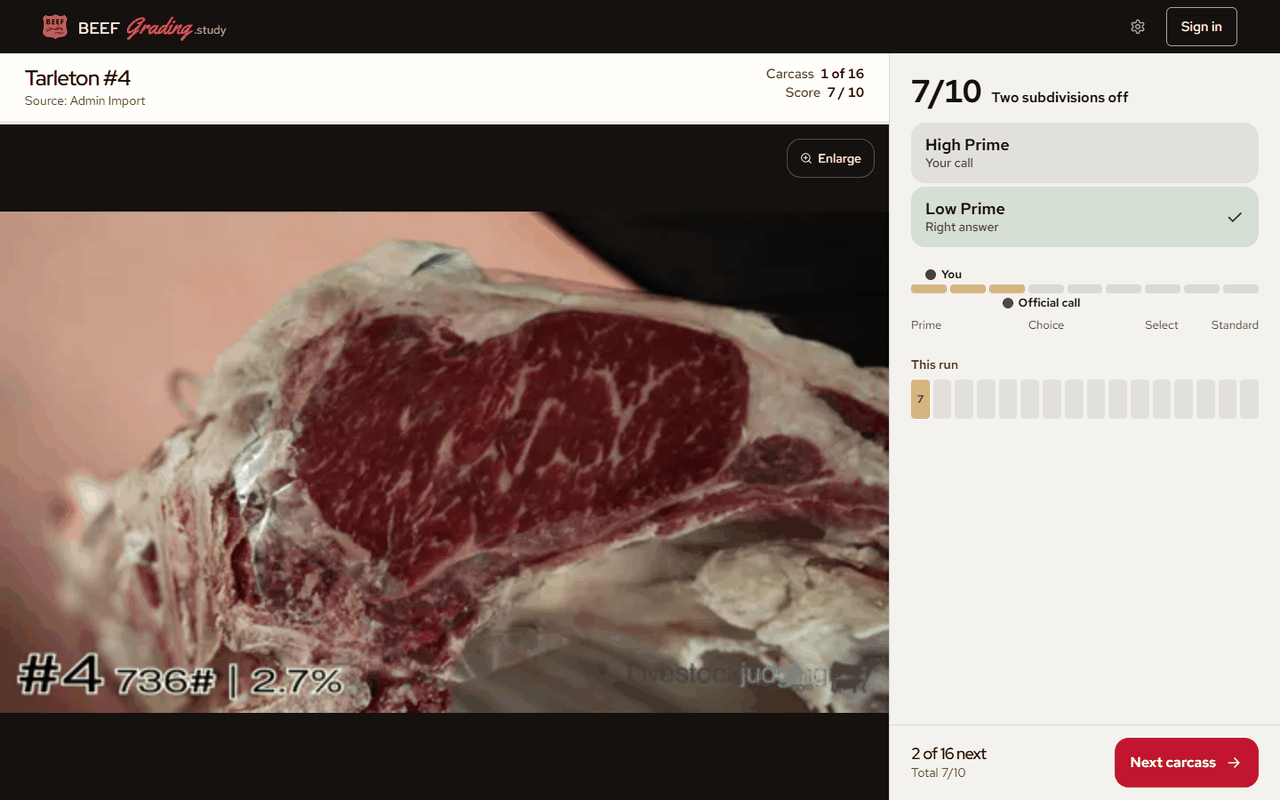 BEEF Grading.study
Sign in
Tarleton #4
Source: Admin Import
Carcass 1 of 16
Score 7 / 10
Enlarge
#4 736# | 2.7%
livestockjudging
7/10 Two subdivisions off
High Prime
Your call
Low Prime
Right answer
You
Official call
Prime Choice Select Standard
This run
7
2 of 16 next
Total 7/10
Next carcass